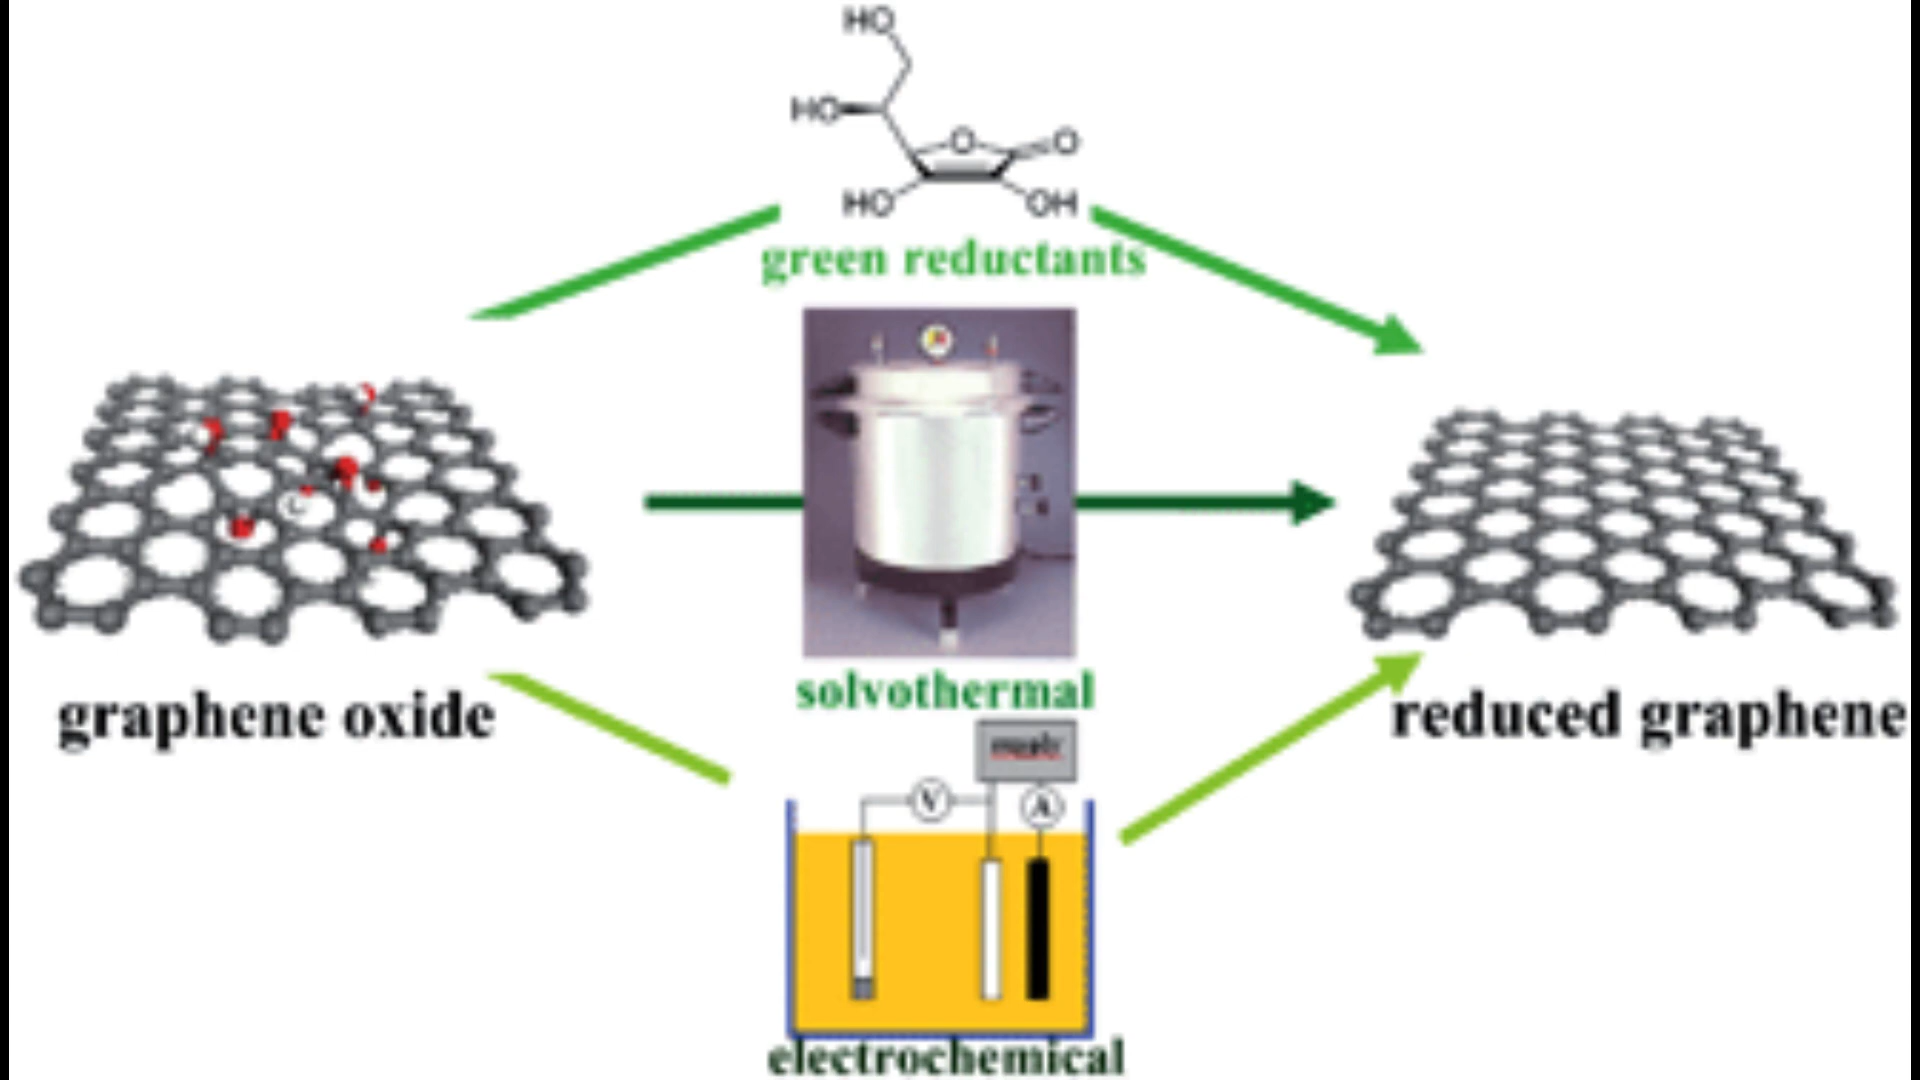 HO
HO
O
O
HO
OH
green reductants
solvothermal
graphene oxide
reduced graphene
V
A
electrochemical